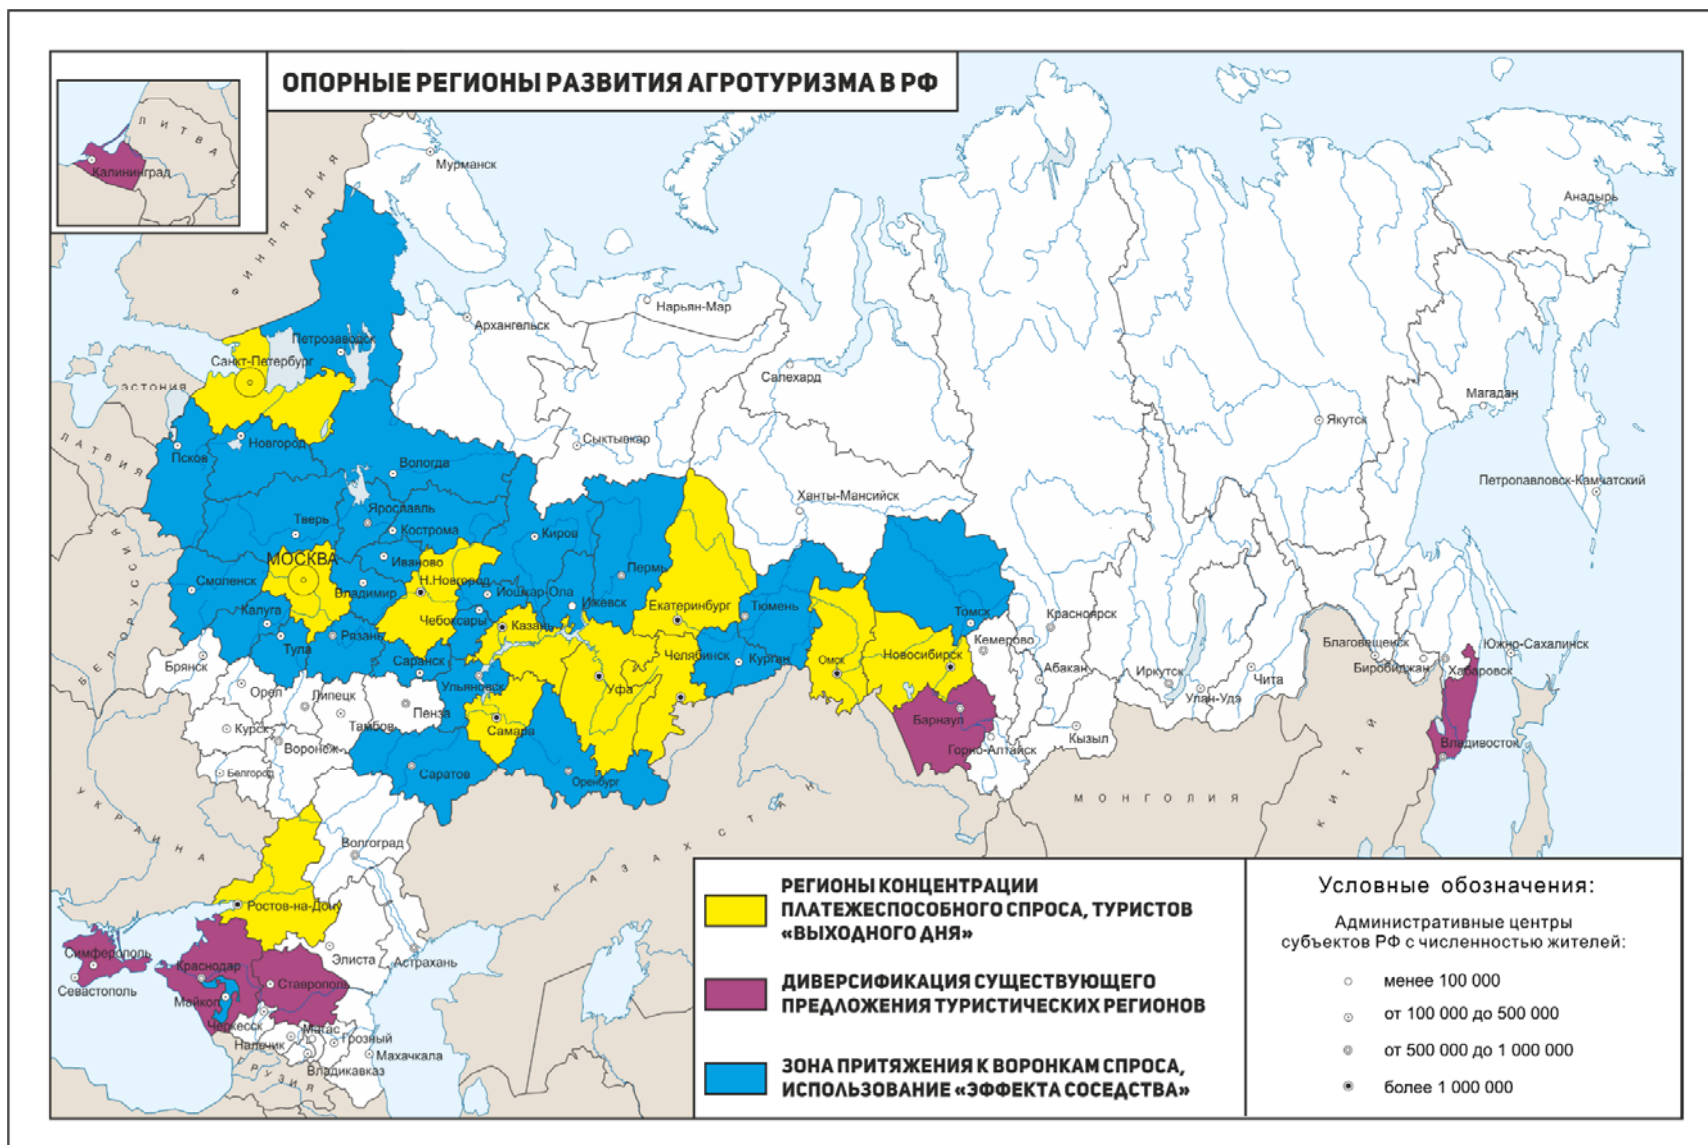 ОПОРНЫЕ РЕГИОНЫ РАЗВИТИЯ АГРОТУРИЗМА В РФ
ЛИТВА
Калининград
ФИНЛЯНДИЯ
Мурманск
Анадырь
Нарьян-Мар
Архангельск
Петрозаводск
Санкт-Петербург
Салехард
ЭСТОНИЯ
Магадан
Якутск
ЛАТВИЯ
Новгород
Сыктывкар
Псков
Вологда
Петропавловск-Камчатский
Ханты-Мансийск
Ярославль
Тверь
Кострома
Киров
БЕЛОРУССИЯ
МОСКВА
Иваново
Смоленск
Н.Новгород
Пермь
Владимир
Йошкар-Ола
Ижевск
Екатеринбург
Тюмень
Калуга
Чебоксары
Казань
Томск
Красноярск
Рязань
Тула
Кемерово
Благовещенск
Южно-Сахалинск
Брянск
Саранск
Челябинск
Курган
Омск
Новосибирск
Абакан
Иркутск
Чита
Биробиджан
Хабаровск
Орел
Липецк
Ульяновск
Уфа
Улан-Удэ
Пенза
Курск
Тамбов
Самара
Барнаул
Кызыл
Воронеж
Горно-Алтайск
Владивосток
Белгород
Саратов
Оренбург
УКРАИНА
КАЗАХСТАН
МОНГОЛИЯ
КИТАЙ
Волгоград
Ростов-на-Дону
Симферополь
Элиста
Астрахань
Краснодар
Севастополь
Ставрополь
Майкоп
Черкесск
Магас
Нальчик
Грозный
Махачкала
Владикавказ
ГРУЗИЯ
РЕГИОНЫ КОНЦЕНТРАЦИИ
ПЛАТЕЖЕСПОСОБНОГО СПРОСА, ТУРИСТОВ
«ВЫХОДНОГО ДНЯ»
ДИВЕРСИФИКАЦИЯ СУЩЕСТВУЮЩЕГО
ПРЕДЛОЖЕНИЯ ТУРИСТИЧЕСКИХ РЕГИОНОВ
ЗОНА ПРИТЯЖЕНИЯ К ВОРОНКАМ СПРОСА,
ИСПОЛЬЗОВАНИЕ «ЭФФЕКТА СОСЕДСТВА»
Условные обозначения:
Административные центры
субъектов РФ с численностью жителей:
менее 100 000
от 100 000 до 500 000
от 500 000 до 1 000 000
более 1 000 000